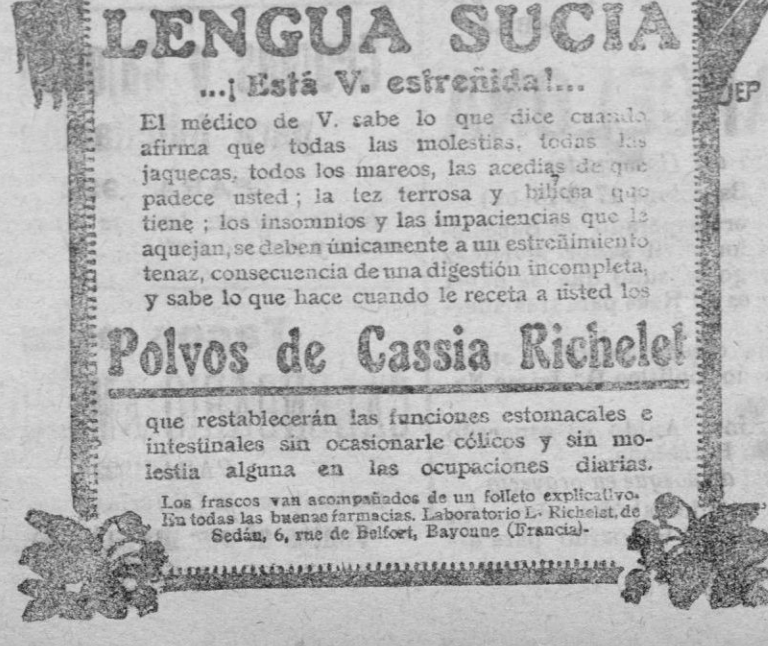 LENGUA SUCIA
...¡Está V. estreñida!...
El médico de V. sabe lo que dice cuando
afirma que todas las molestias, todas las
jaquecas, todos los mareos, las acedias de que
padece usted; la tez terrosa y biliosa que
tiene; los insomnios y las impaciencias que le
aquejan, se deben únicamente a un estreñimiento
tenaz, consecuencia de una digestión incompleta,
y sabe lo que hace cuando le receta a usted los
Polvos de Cassia Richelet
que restablecerán las funciones estomacales e
intestinales sin ocasionarle cólicos y sin mo-
lestia alguna en las ocupaciones diarias.
Los frascos van acompañados de un folleto explicativo.
En todas las buenas farmacias. Laboratorio L. Richelet, de
Sedán, 6, rue de Belfort, Bayonne (Francia).